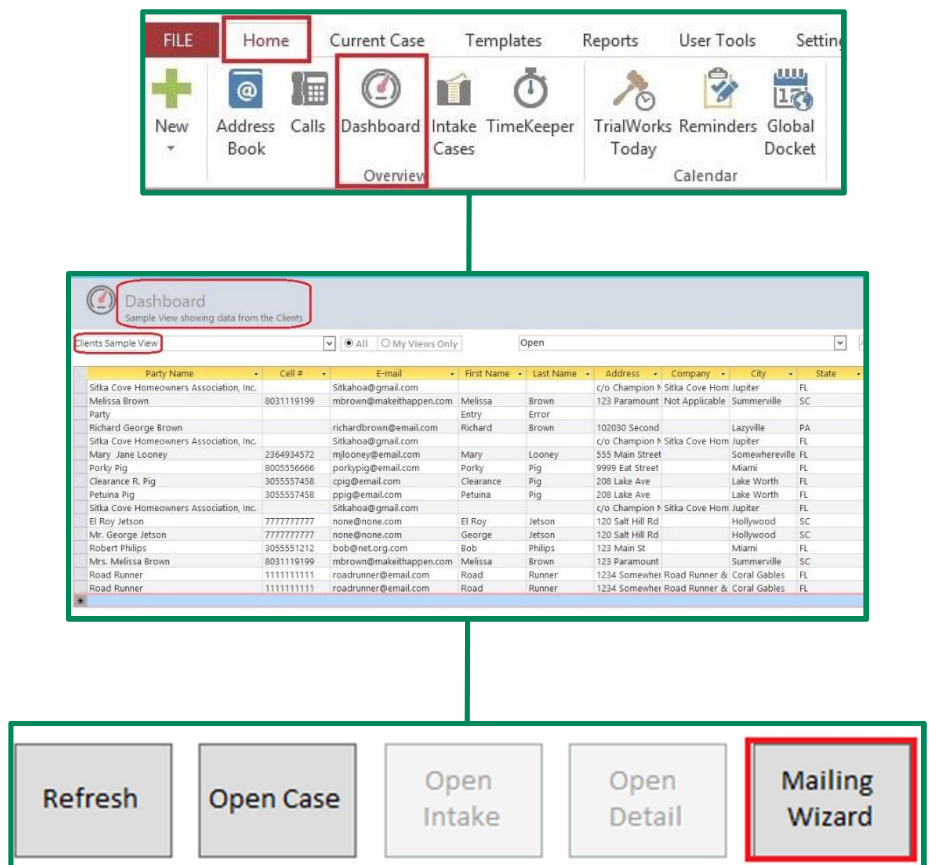 FILE Home Current Case Templates Reports User Tools
New Address Book Calls Dashboard Intake Cases TimeKeeper TrialWorks Today Reminders Global Docket
Overview Calendar
Dashboard
Sample View showing data from the Clients
Clients Sample View All My Views Only Open
Party Name Cell # E-mail First Name Last Name Address Company City State
Sitka Cove Homeowners Association, Inc. Sitkahoa@gmail.com c/o Champion Sitka Cove Hom Jupiter FL
Melissa Brown 8031119199 mbrown@makeithappen.com Melissa Brown 123 Paramount Not Applicable Summerville SC
Party Entry Error
Richard George Brown richardbrown@email.com Richard Brown 102030 Second Lazyville PA
Sitka Cove Homeowners Association, Inc. Sitkahoa@gmail.com c/o Champion Sitka Cove Hom Jupiter FL
Mary Jane Looney 2364934572 mjlooney@email.com Mary Looney 555 Main Street Somewhereville FL
Porky Pig 8005556666 porkypig@email.com Porky Pig 9999 Eat Street Miami FL
Clearance R. Pig 3055557458 cpig@email.com Clearance Pig 208 Lake Ave Lake Worth FL
Petuina Pig 3055557458 ppig@email.com Petuina Pig 208 Lake Ave Lake Worth FL
Sitka Cove Homeowners Association, Inc. Sitkahoa@gmail.com c/o Champion Sitka Cove Hom Jupiter FL
El Roy Jetson 7777777777 none@none.com El Roy Jetson 120 Salt Hill Rd Hollywood SC
Mr. George Jetson 7777777777 none@none.com George Jetson 120 Salt Hill Rd Hollywood SC
Robert Philips 3055551212 bob@net.org.com Bob Philips 123 Main St Miami FL
Mrs. Melissa Brown 8031119199 mbrown@makeithappen.com Melissa Brown 123 Paramount Summerville SC
Road Runner 1111111111 roadrunner@email.com Road Runner 1234 Somewher Road Runner & Coral Gables FL
Road Runner 1111111111 roadrunner@email.com Road Runner 1234 Somewher Road Runner & Coral Gables FL
Refresh Open Case Open Intake Open Detail Mailing Wizard